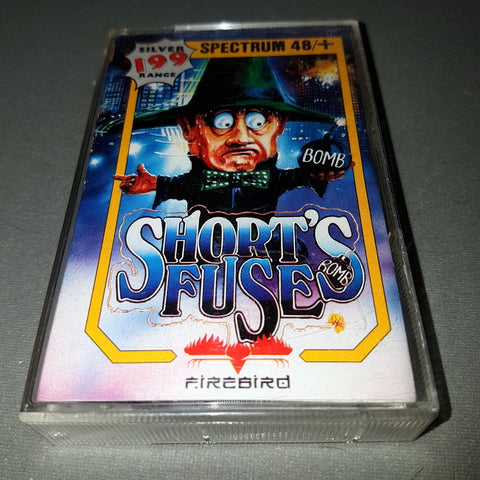 SILVER
199
RANGE
SPECTRUM 48/+
BOMB
SHORT'S
FUSE
BOMB
FIREBIRD